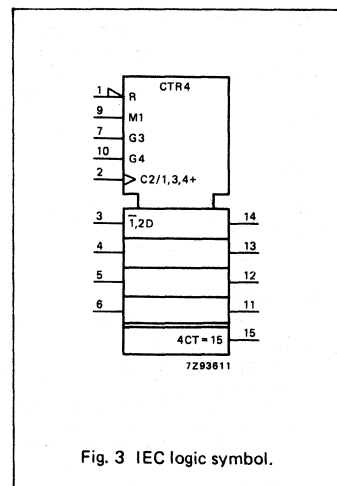 CTR4
1 R
9 M1
7 G3
10 G4
2 C2/1,3,4+
3 1̅,2D 14
4 13
5 12
6 11
4CT=15 15
7Z93611
Fig. 3 IEC logic symbol.